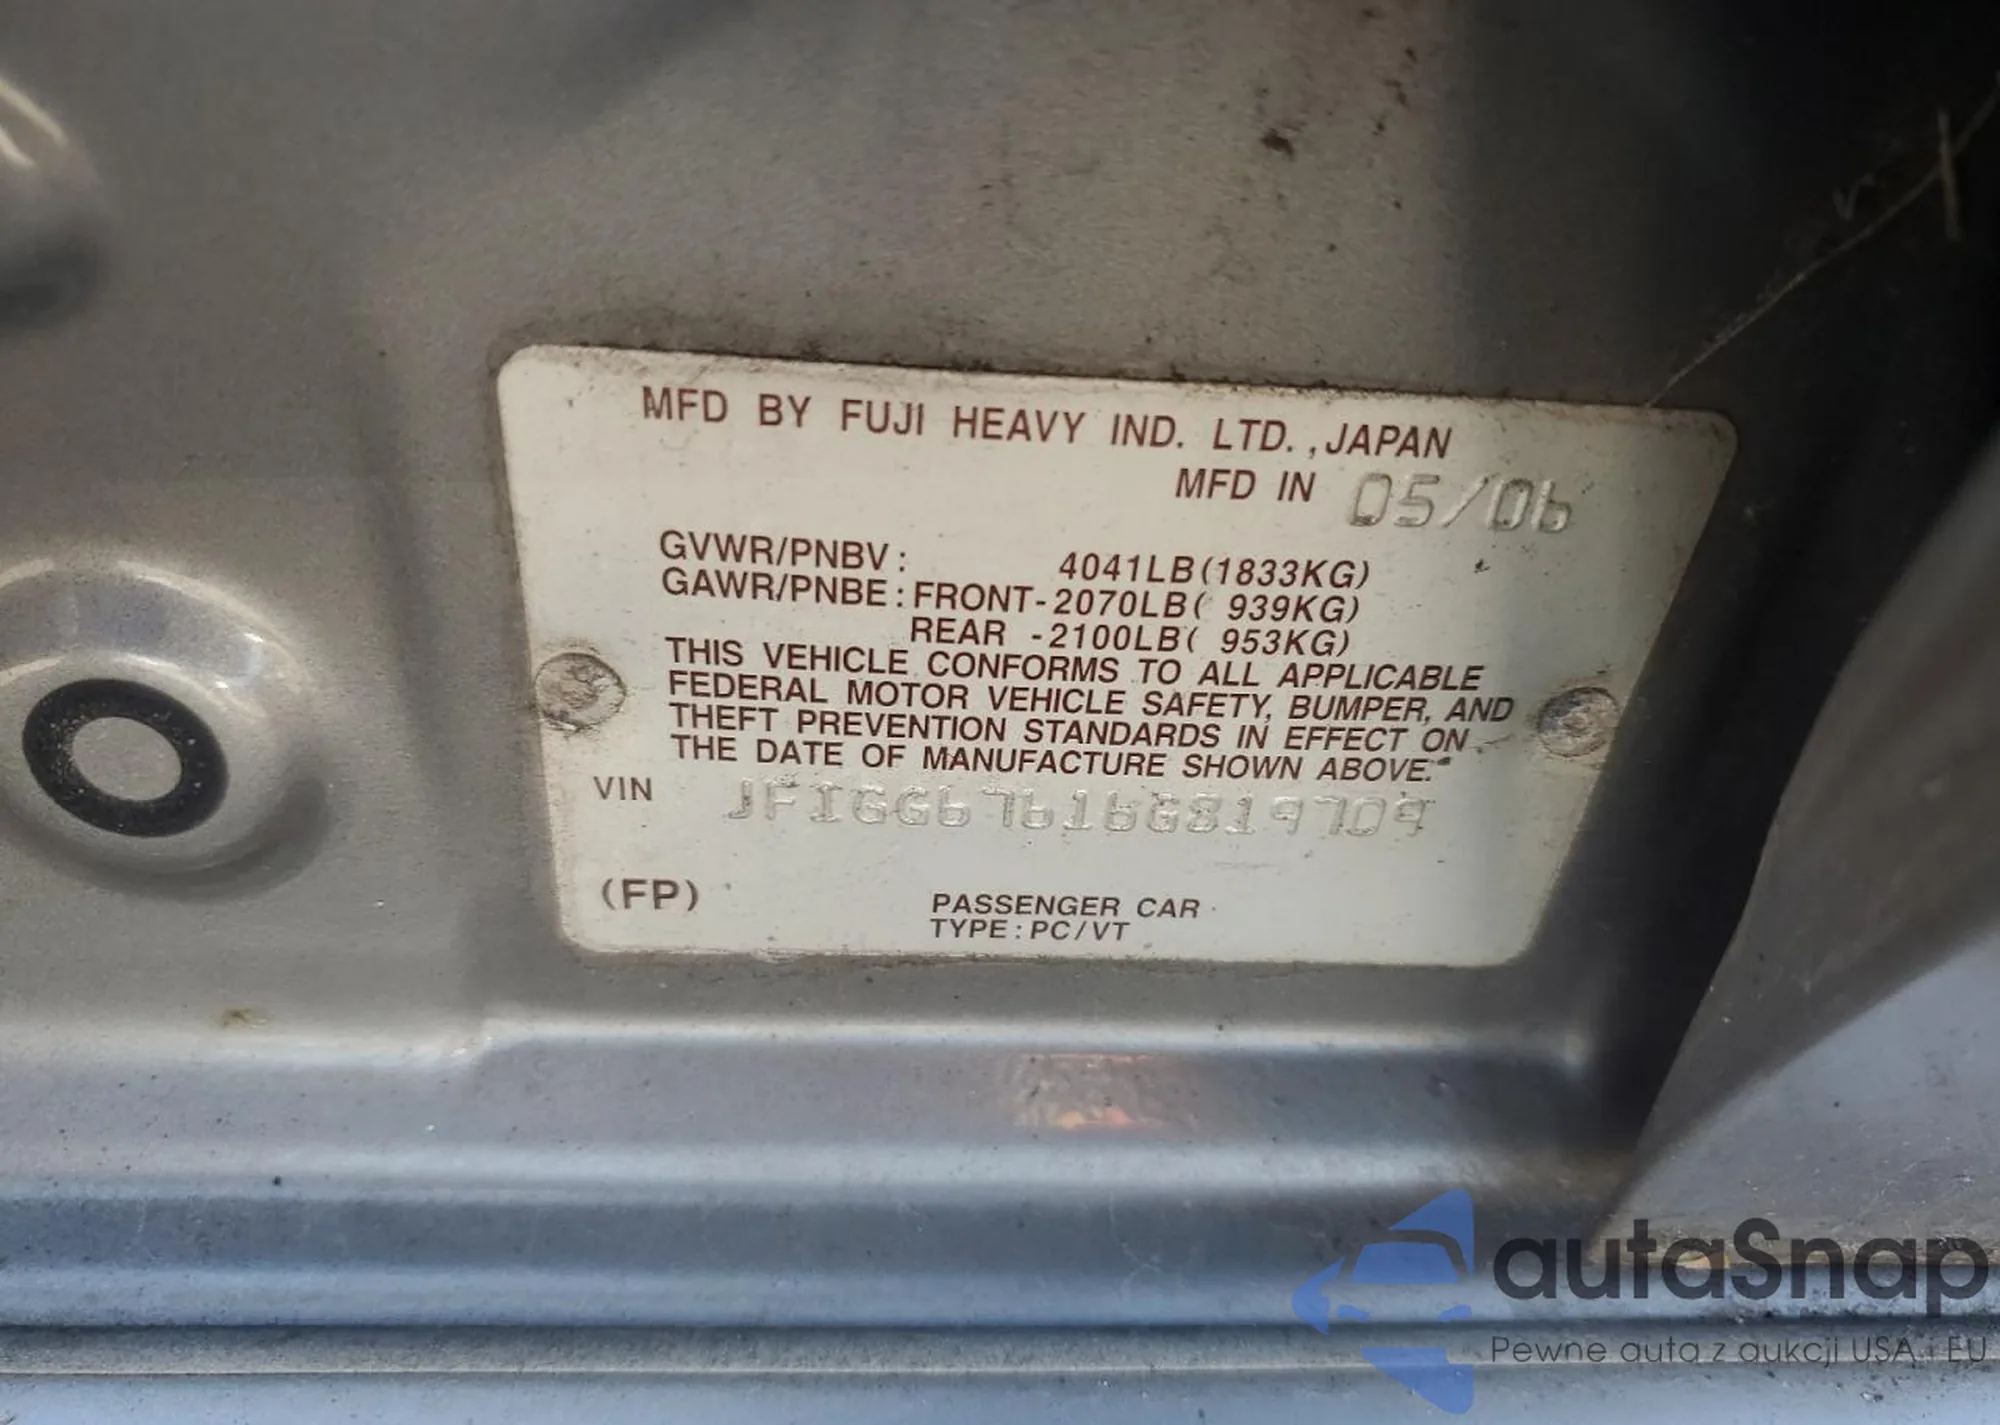 MFD BY FUJI HEAVY IND. LTD.,JAPAN
MFD IN 05/06
GVWR/PNBV: 4041LB(1833KG)
GAWR/PNBE:FRONT-2070LB( 939KG)
REAR -2100LB( 953KG)
THIS VEHICLE CONFORMS TO ALL APPLICABLE
FEDERAL MOTOR VEHICLE SAFETY, BUMPER, AND
THEFT PREVENTION STANDARDS IN EFFECT ON
THE DATE OF MANUFACTURE SHOWN ABOVE.
VIN
(FP)
PASSENGER CAR
TYPE:PC/VT
autaSnap
Pewne auta z aukcji USA i EU